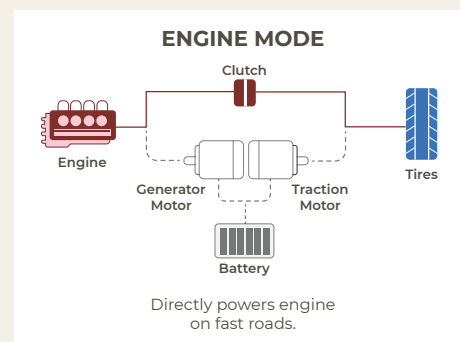 ENGINE MODE
Clutch
Engine
Generator
Motor
Traction
Motor
Tires
Battery
Directly powers engine
on fast roads.